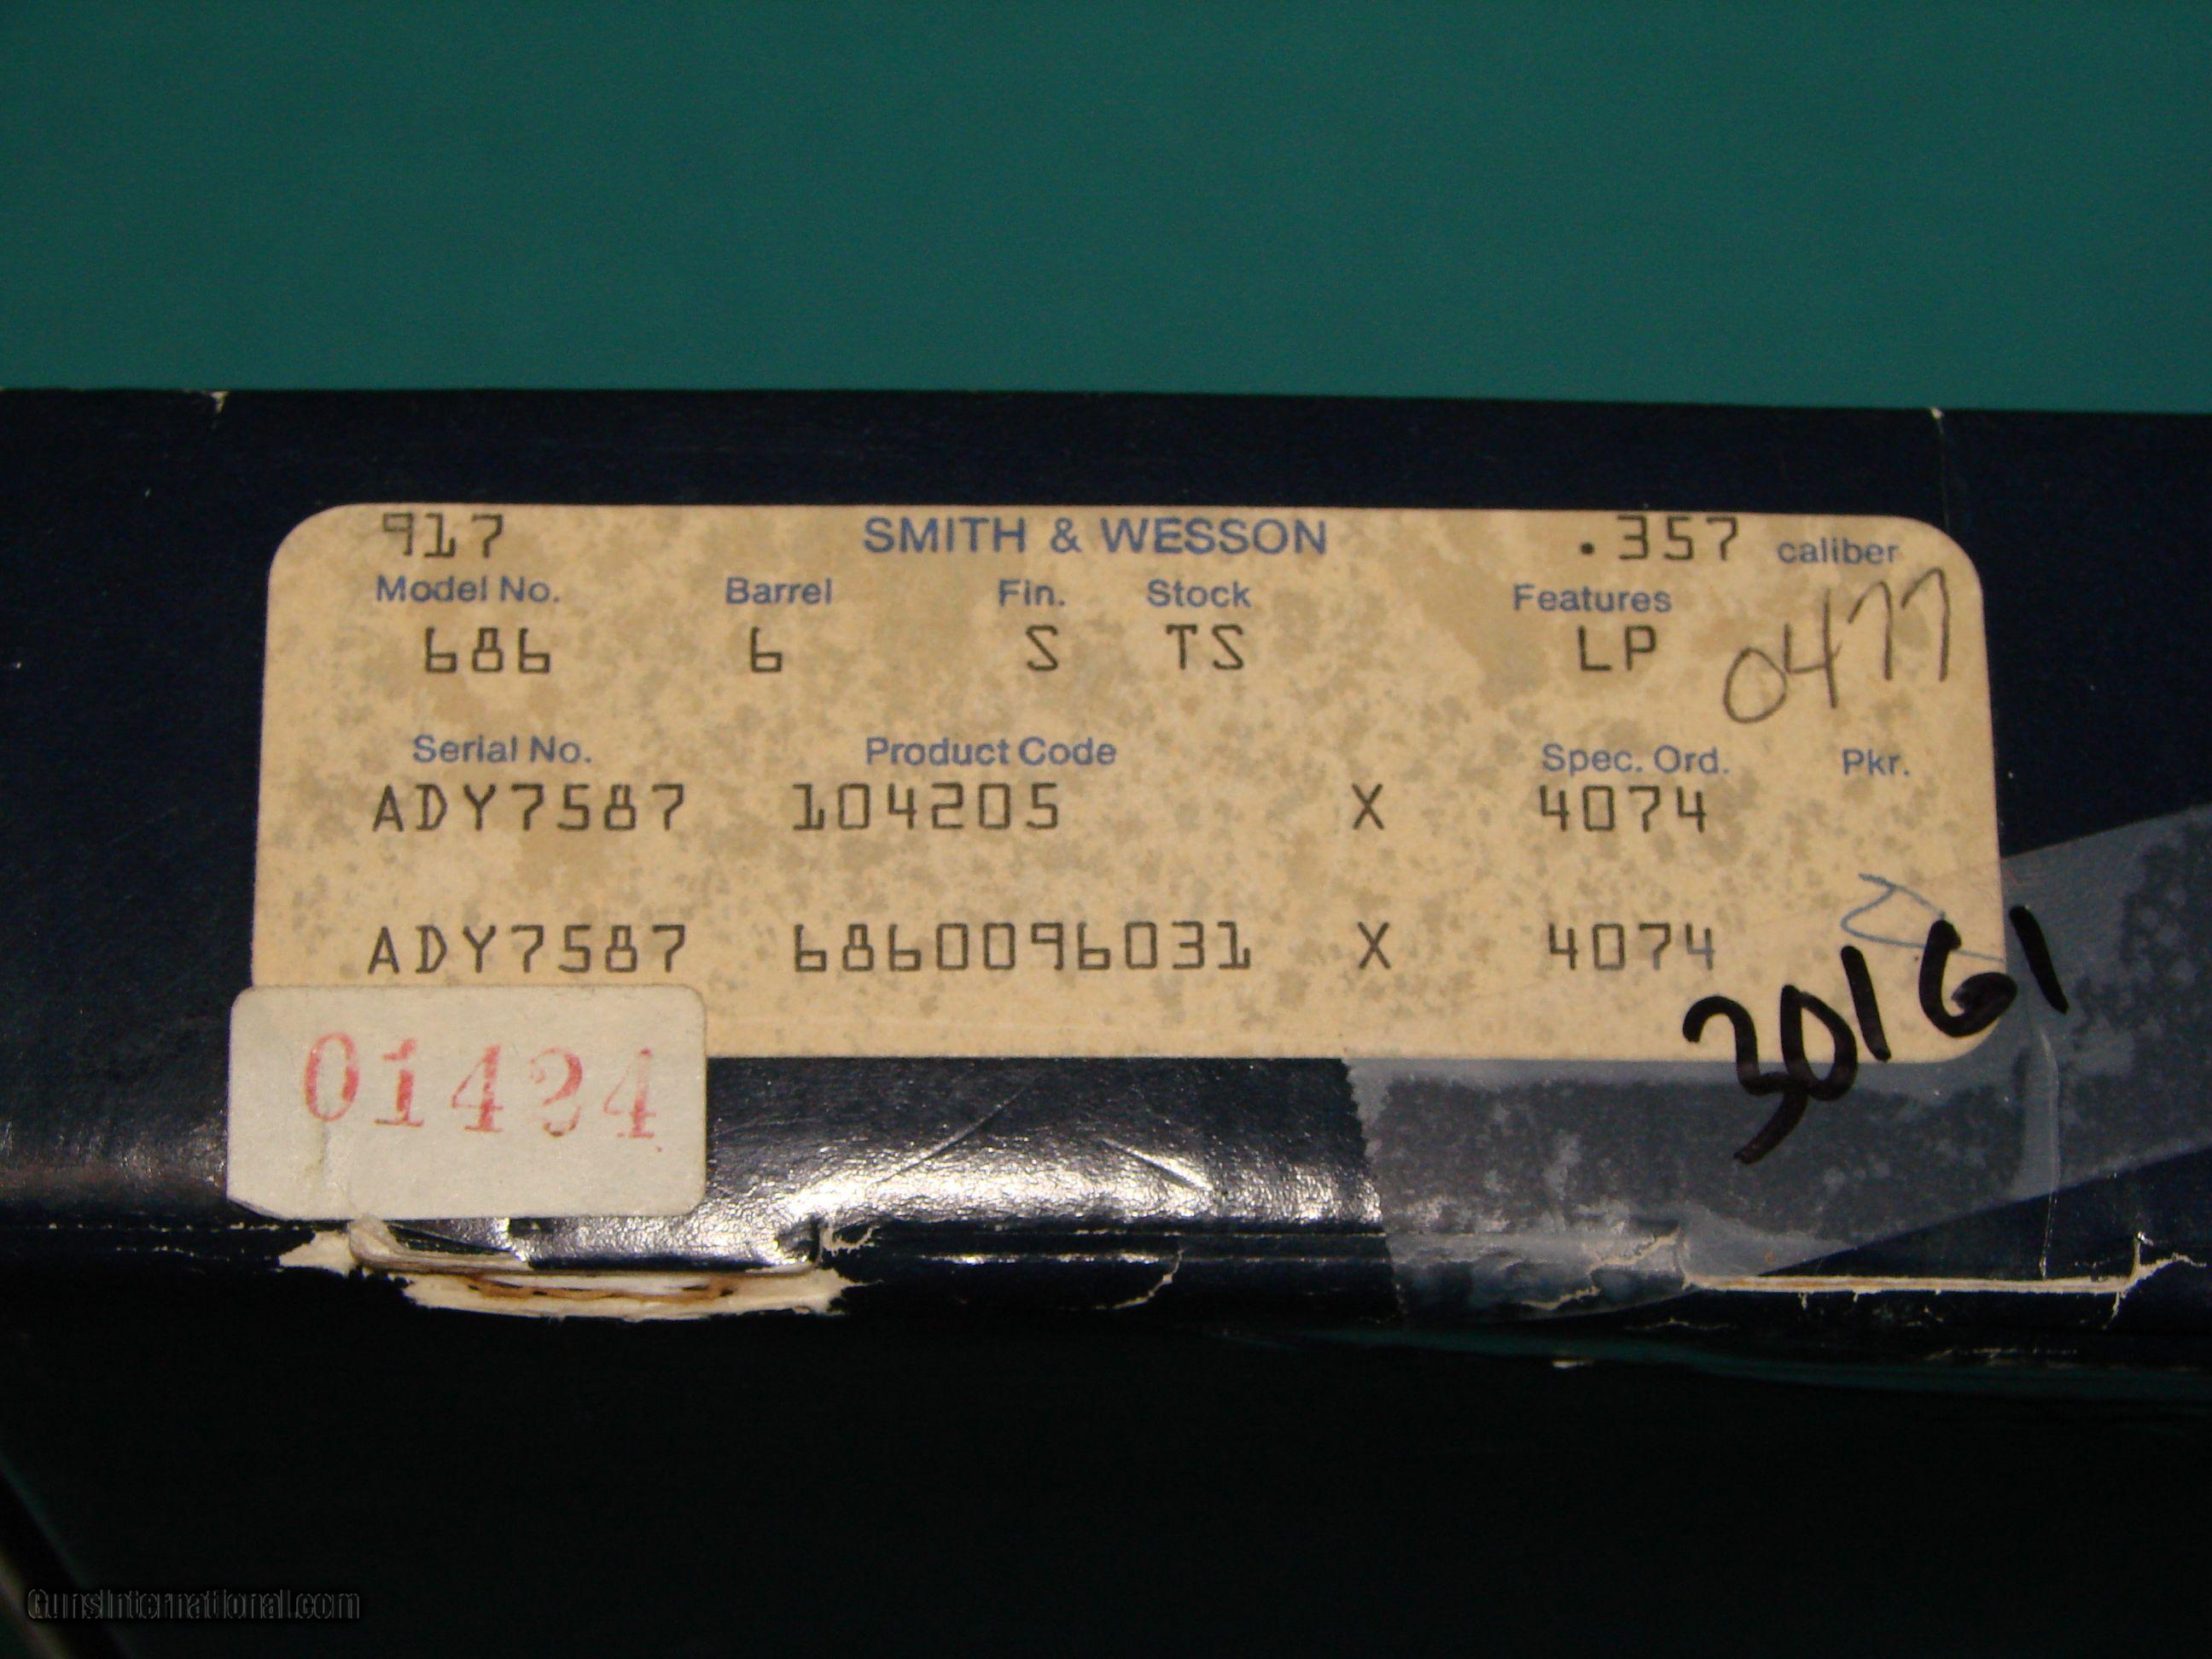 917 SMITH & WESSON .357 caliber
Model No. Barrel Fin. Stock Features
686 6 S TS LP 0477
Serial No. Product Code Spec. Ord. Pkr.
ADY7587 104205 X 4074
ADY7587 6860096031 X 4074
30161
01424
GunsInternational.com